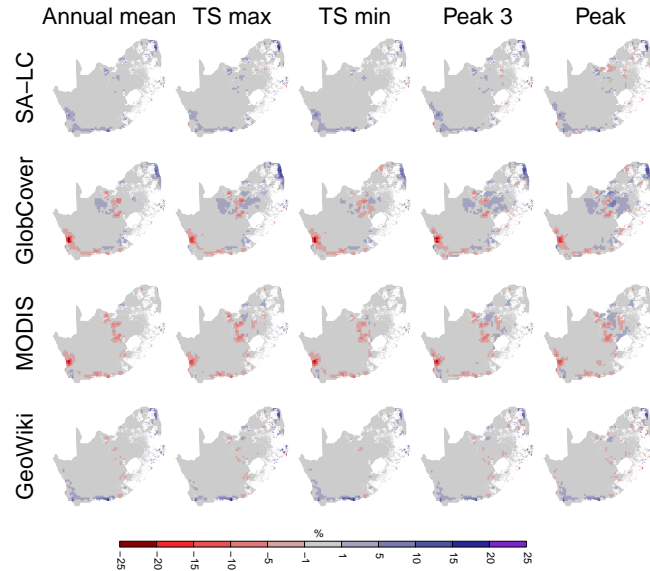 Annual mean TS max TS min Peak 3 Peak
SA−LC
GlobCover
MODIS
GeoWiki
%
−25 −20 −15 −10 −5 −1 1 5 10 15 20 25